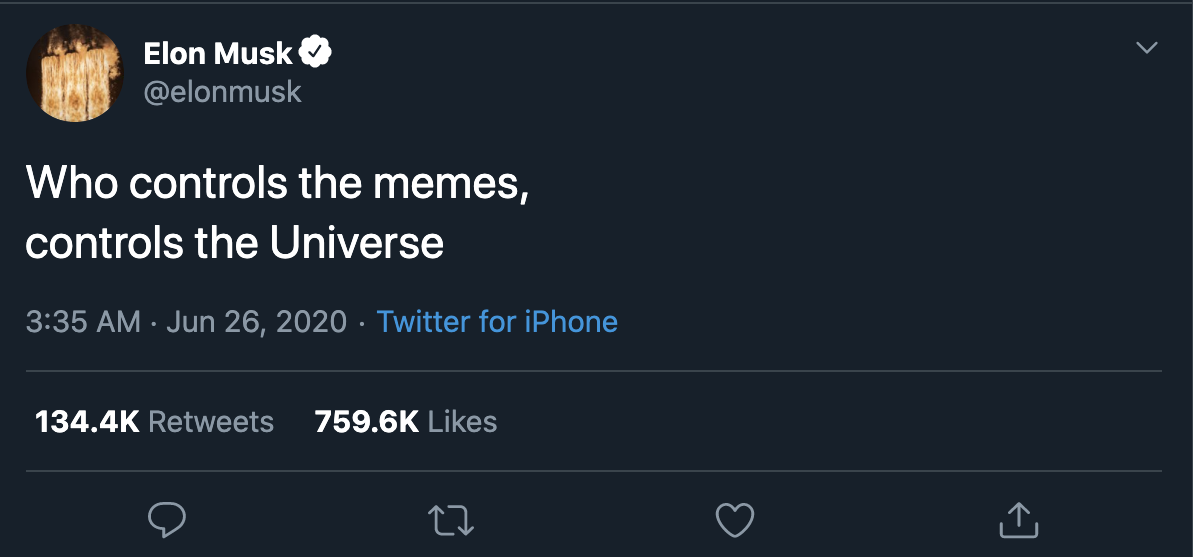 Elon Musk
@elonmusk
Who controls the memes,
controls the Universe
3:35 AM · Jun 26, 2020 · Twitter for iPhone
134.4K Retweets 759.6K Likes